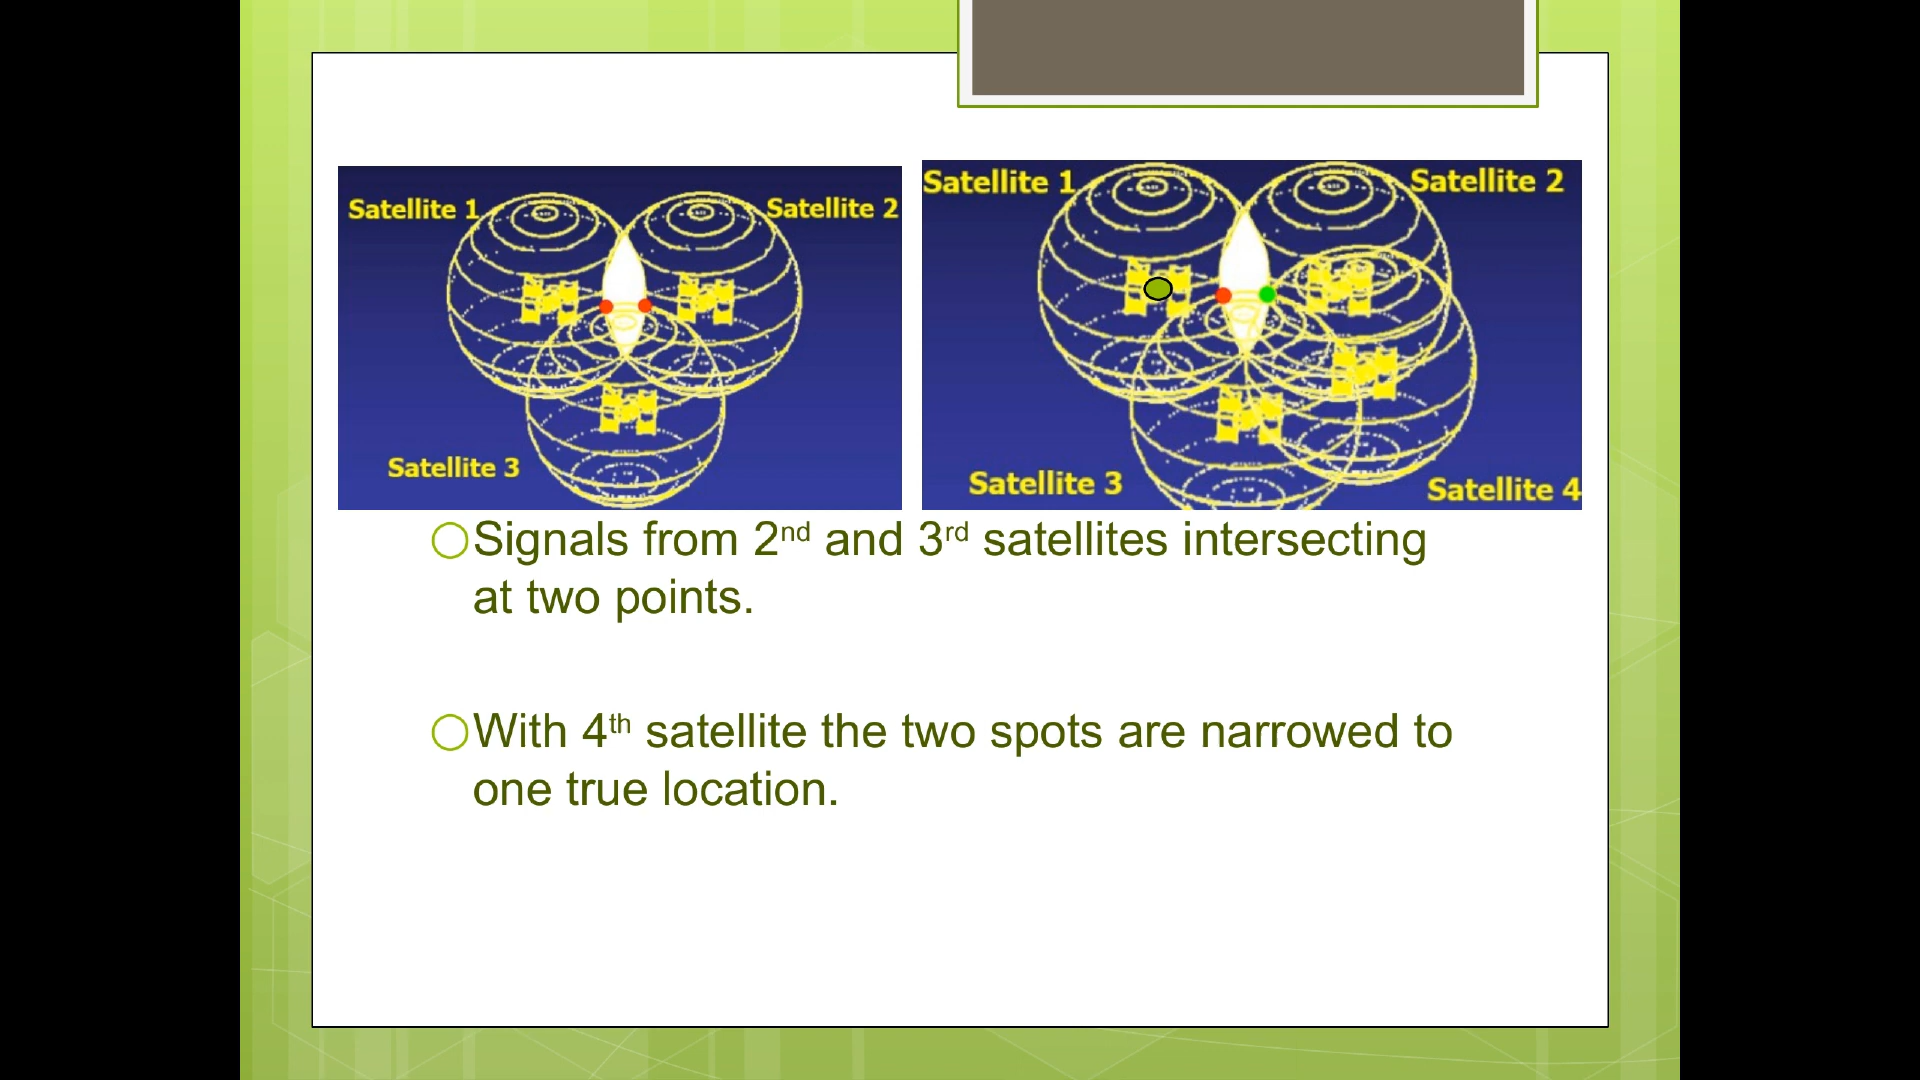 Satellite 1
Satellite 2
Satellite 3
Satellite 1
Satellite 2
Satellite 3
Satellite 4
Signals from 2nd and 3rd satellites intersecting
at two points.
With 4th satellite the two spots are narrowed to
one true location.